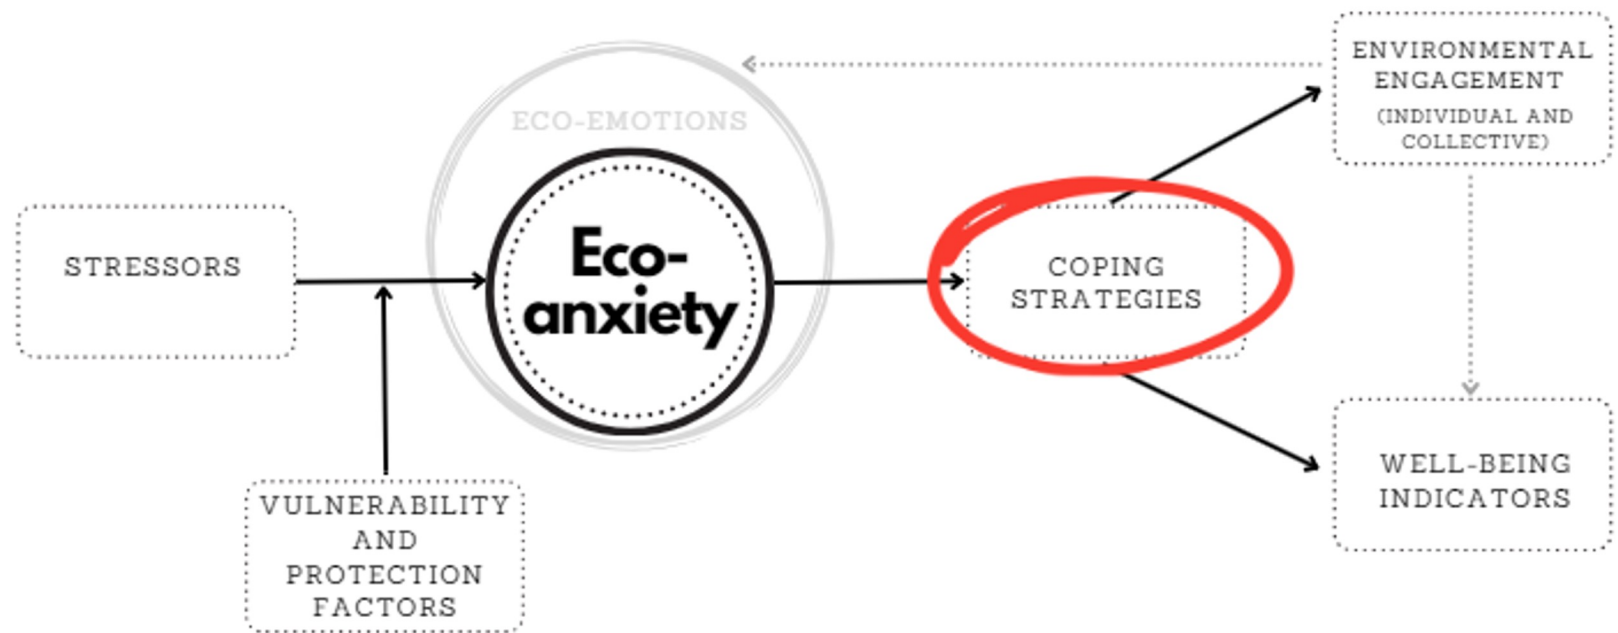 ECO-EMOTIONS
Eco-
anxiety
STRESSORS
VULNERABILITY
AND
PROTECTION
FACTORS
COPING
STRATEGIES
ENVIRONMENTAL
ENGAGEMENT
(INDIVIDUAL AND
COLLECTIVE)
WELL-BEING
INDICATORS